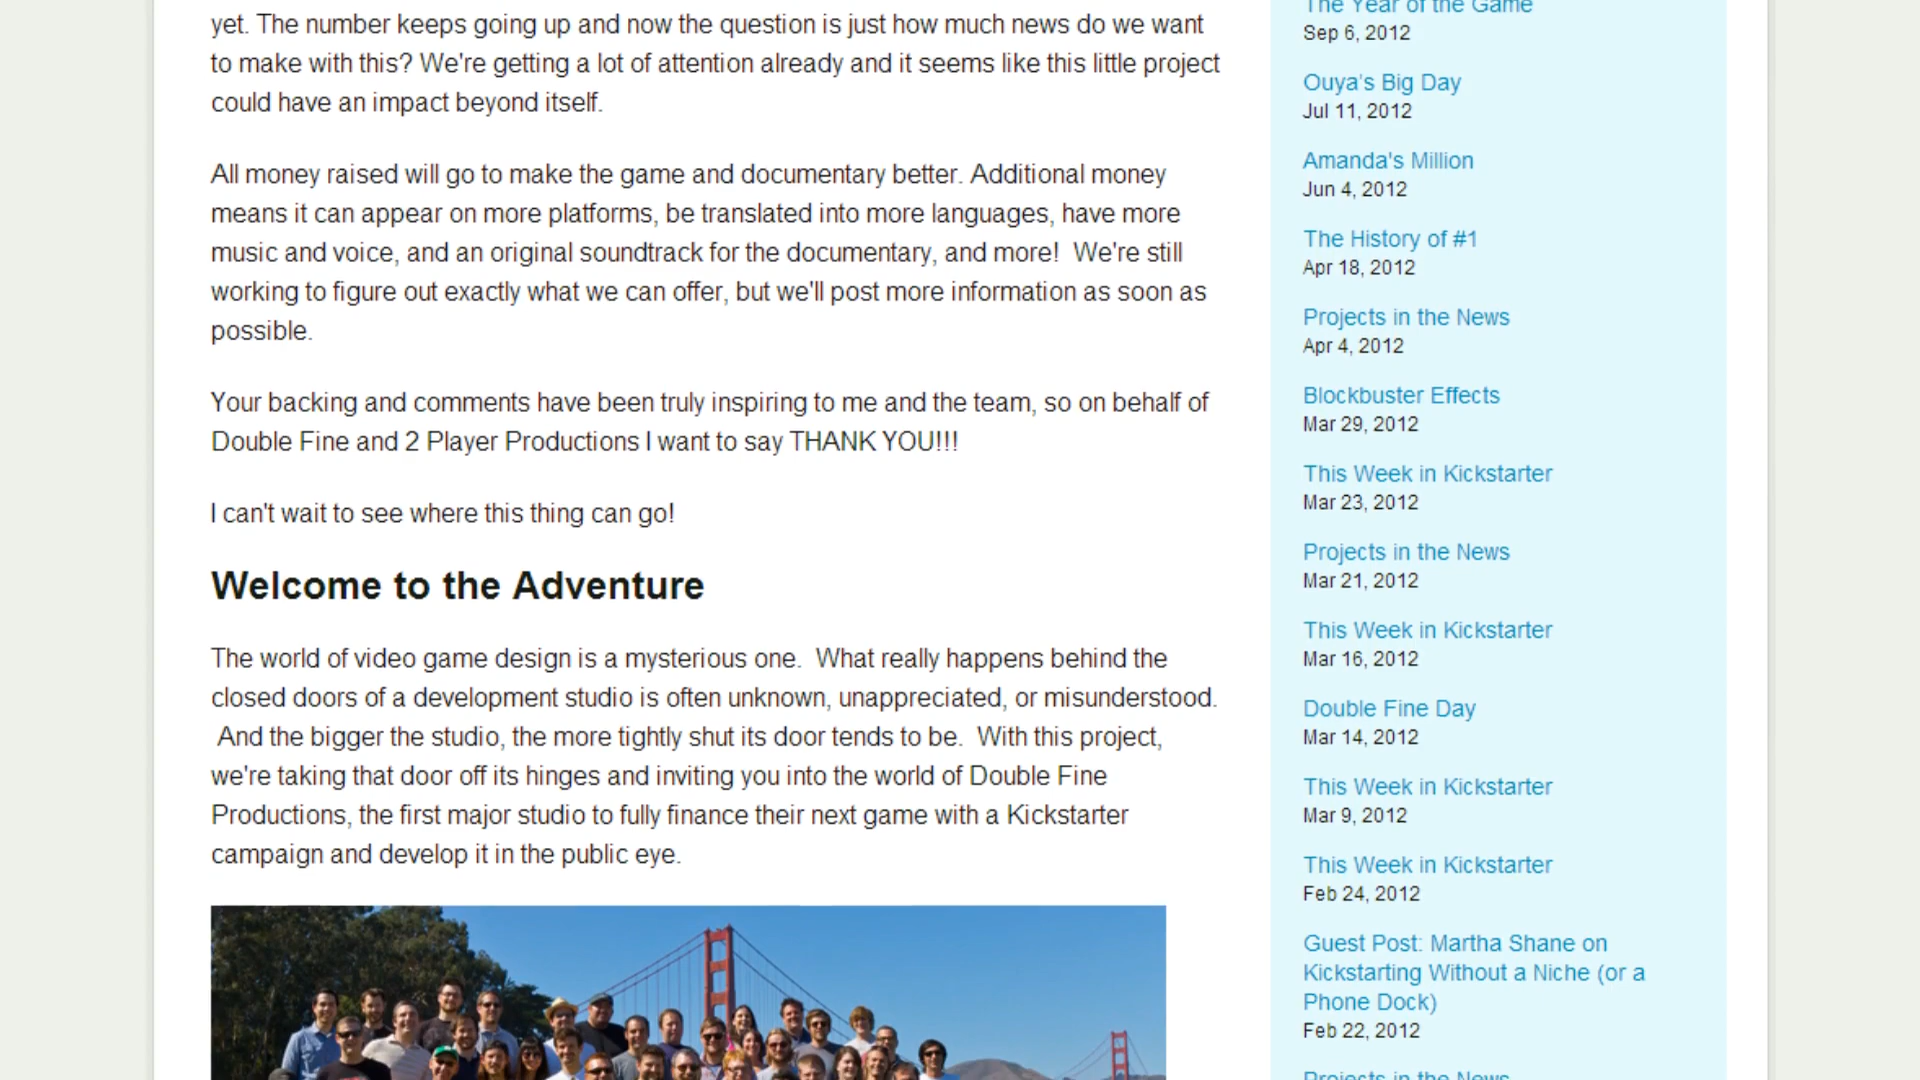 yet. The number keeps going up and now the question is just how much news do we want
to make with this? We're getting a lot of attention already and it seems like this little project
could have an impact beyond itself.
All money raised will go to make the game and documentary better. Additional money
means it can appear on more platforms, be translated into more languages, have more
music and voice, and an original soundtrack for the documentary, and more!  We're still
working to figure out exactly what we can offer, but we'll post more information as soon as
possible.
Your backing and comments have been truly inspiring to me and the team, so on behalf of
Double Fine and 2 Player Productions I want to say THANK YOU!!!
I can't wait to see where this thing can go!
Welcome to the Adventure
The world of video game design is a mysterious one.  What really happens behind the
closed doors of a development studio is often unknown, unappreciated, or misunderstood.
And the bigger the studio, the more tightly shut its door tends to be.  With this project,
we're taking that door off its hinges and inviting you into the world of Double Fine
Productions, the first major studio to fully finance their next game with a Kickstarter
campaign and develop it in the public eye.
The Year of the Game
Sep 6, 2012
Ouya's Big Day
Jul 11, 2012
Amanda's Million
Jun 4, 2012
The History of #1
Apr 18, 2012
Projects in the News
Apr 4, 2012
Blockbuster Effects
Mar 29, 2012
This Week in Kickstarter
Mar 23, 2012
Projects in the News
Mar 21, 2012
This Week in Kickstarter
Mar 16, 2012
Double Fine Day
Mar 14, 2012
This Week in Kickstarter
Mar 9, 2012
This Week in Kickstarter
Feb 24, 2012
Guest Post: Martha Shane on
Kickstarting Without a Niche (or a
Phone Dock)
Feb 22, 2012
Projects in the News